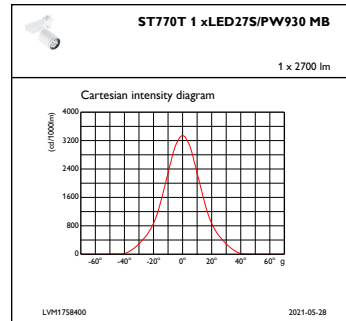 ST770T 1 xLED27S/PW930 MB
1 x 2700 lm
Cartesian intensity diagram
(cd/1000lm)
4000
3200
2400
1600
800
0
-60° -40° -20° 0° 20° 40° 60° g
LVM1758400 2021-05-28